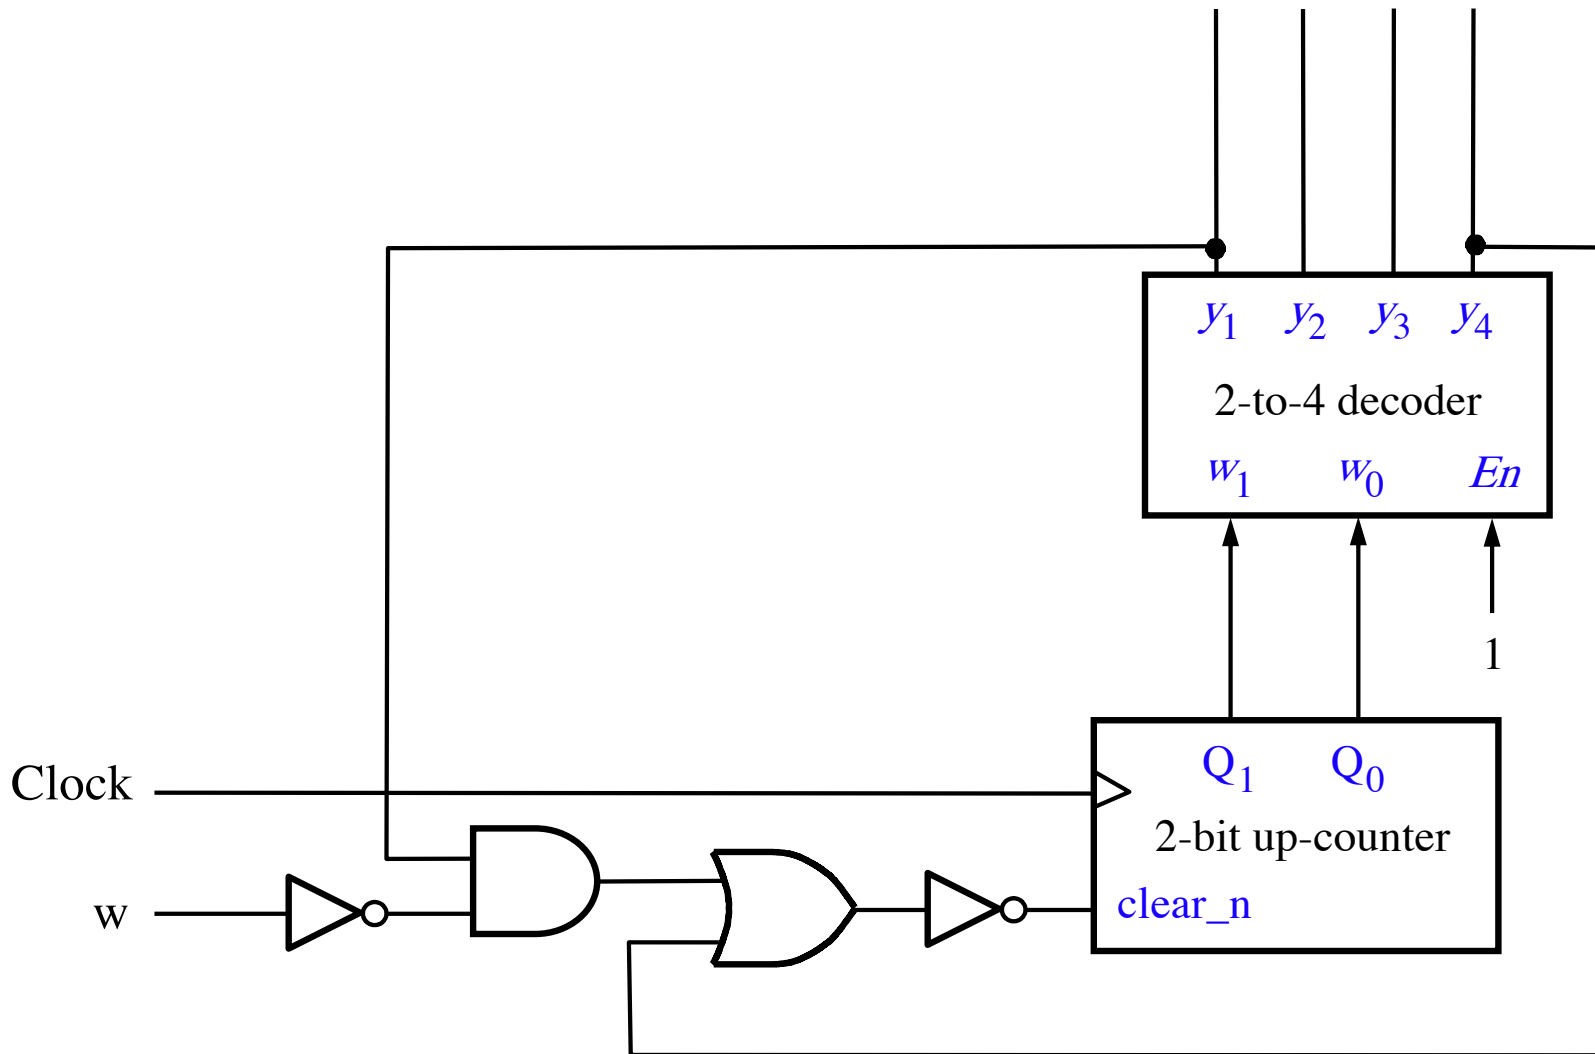 y1 y2 y3 y4
2-to-4 decoder
w1 w0 En
1
Clock
Q1 Q0
2-bit up-counter
w
clear_n